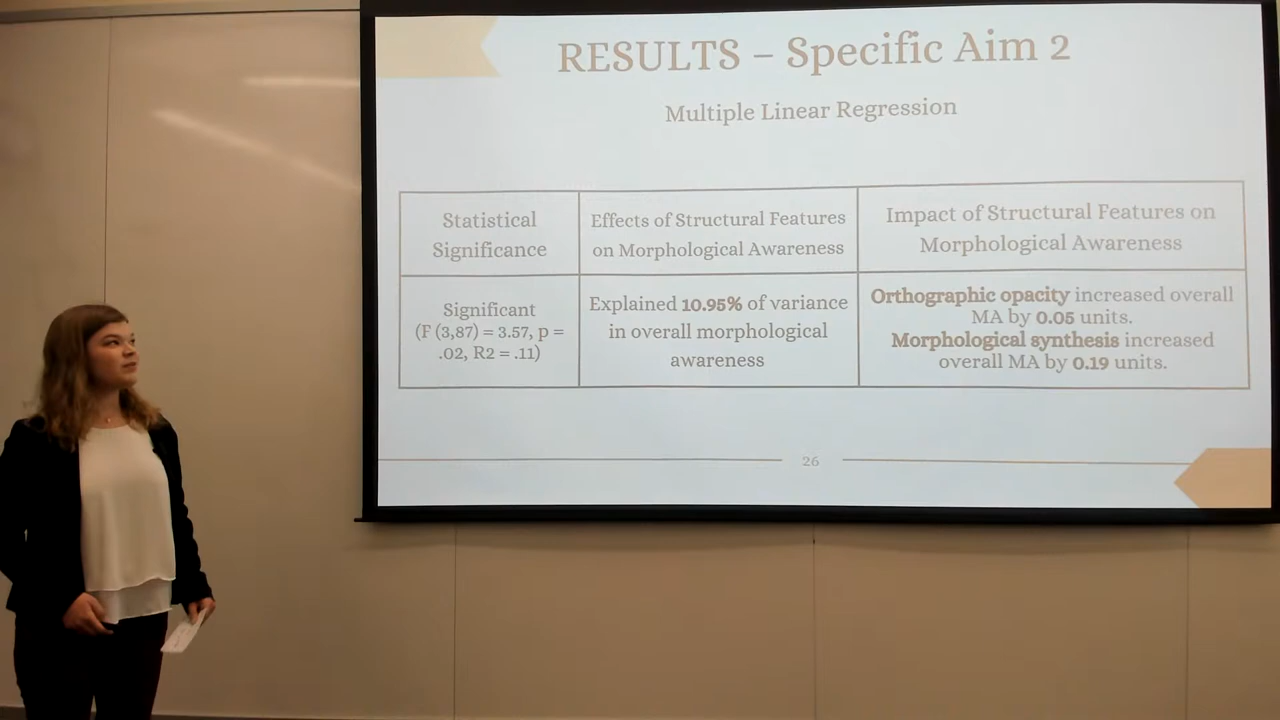 RESULTS – Specific Aim 2
Multiple Linear Regression
Statistical
Significance
Effects of Structural Features
on Morphological Awareness
Impact of Structural Features on
Morphological Awareness
Significant
(F (3,87) = 3.57, p =
.02, R2 = .11)
Explained 10.95% of variance
in overall morphological
awareness
Orthographic opacity increased overall
MA by 0.05 units.
Morphological synthesis increased
overall MA by 0.19 units.
26